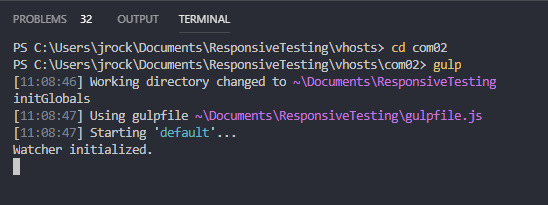 PROBLEMS 32 OUTPUT TERMINAL
PS C:\Users\jrock\Documents\ResponsiveTesting\vhosts> cd com02
PS C:\Users\jrock\Documents\ResponsiveTesting\vhosts\com02> gulp
[11:08:46] Working directory changed to ~\Documents\ResponsiveTesting
initGlobals
[11:08:47] Using gulpfile ~\Documents\ResponsiveTesting\gulpfile.js
[11:08:47] Starting 'default'...
Watcher initialized.